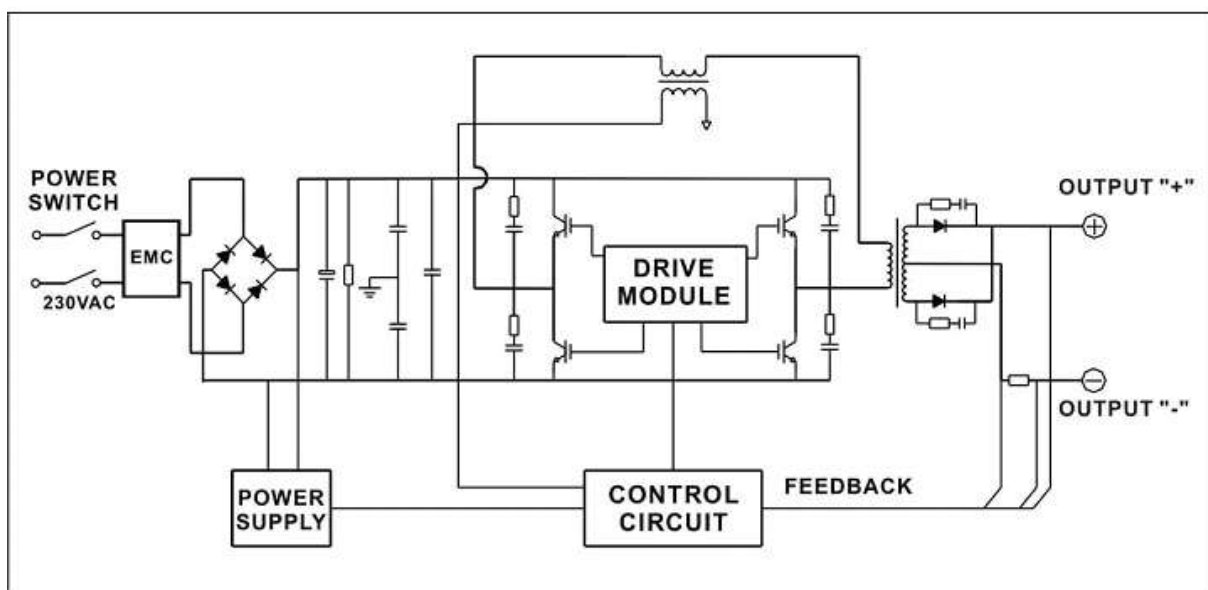 POWER
SWITCH
EMC
230VAC
DRIVE
MODULE
OUTPUT "+"
OUTPUT "-"
POWER
SUPPLY
CONTROL
CIRCUIT
FEEDBACK